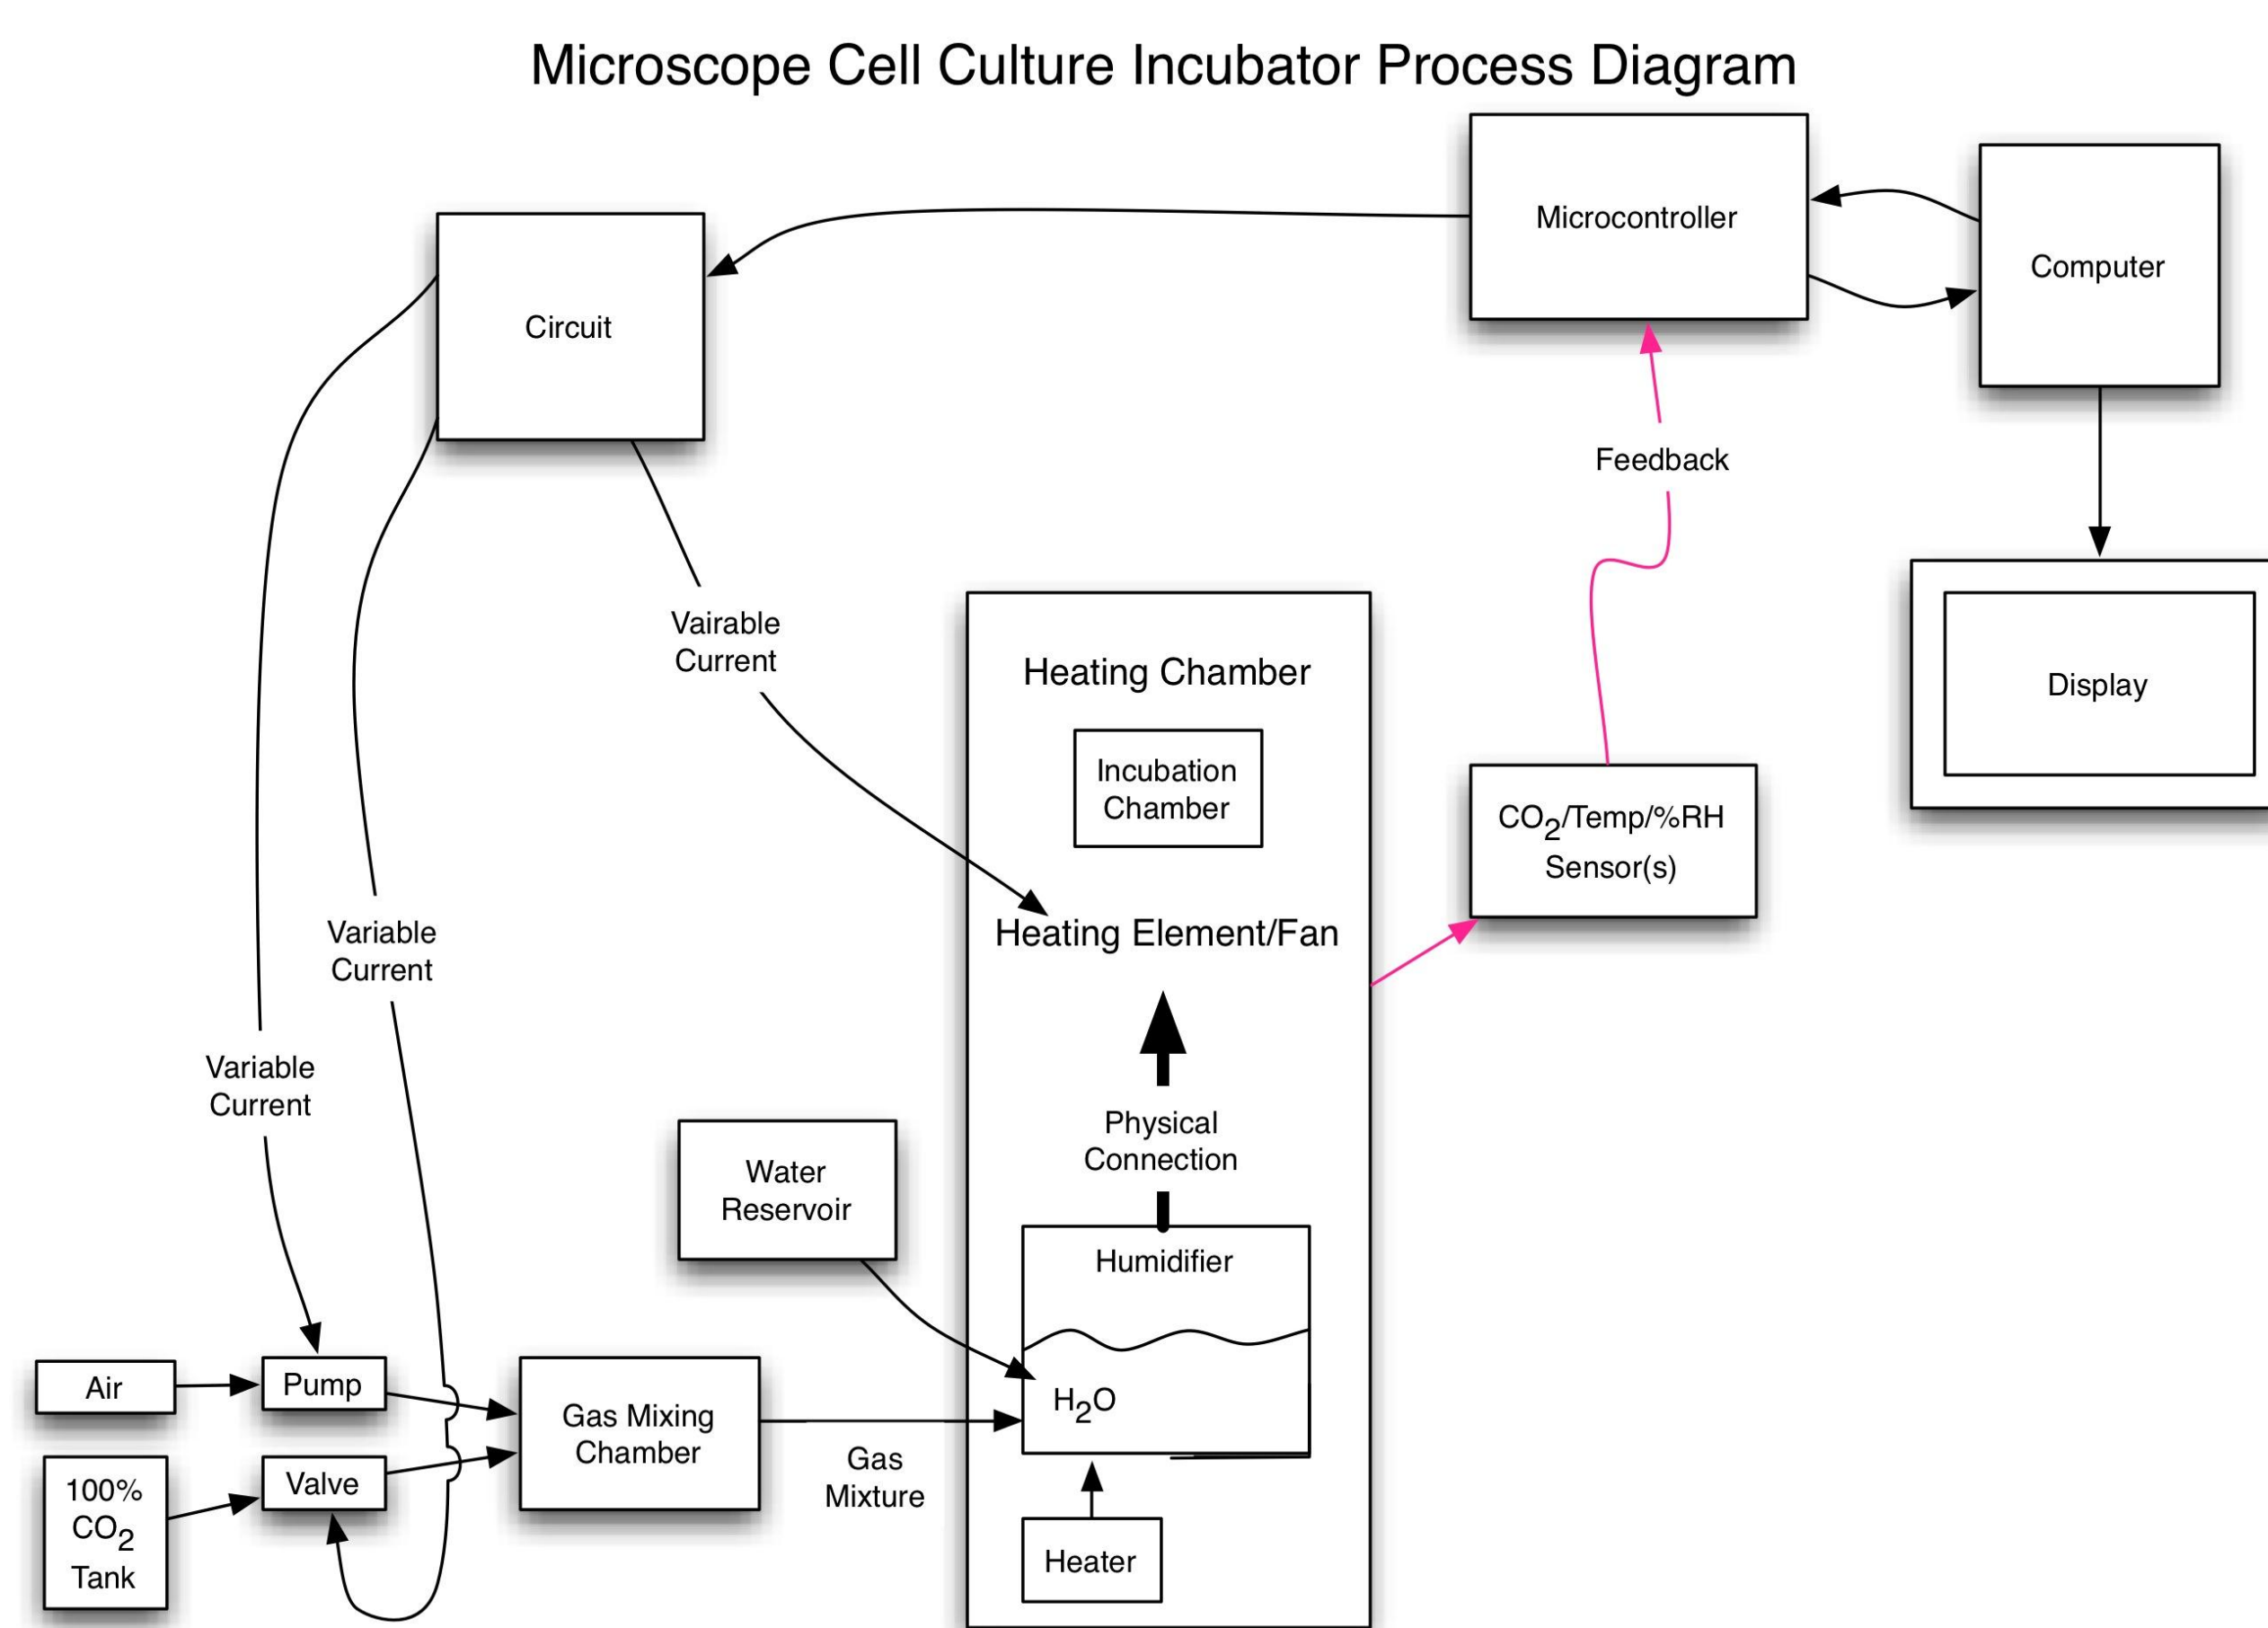 Microscope Cell Culture Incubator Process Diagram
Microcontroller
Computer
Circuit
Feedback
Vairable
Current
Heating Chamber
Display
Incubation
Chamber
CO2/Temp/%RH
Sensor(s)
Heating Element/Fan
Variable
Current
Variable
Current
Physical
Connection
Water
Reservoir
Humidifier
Air
Pump
H2O
Gas Mixing
Chamber
Gas
Mixture
Valve
100%
CO2
Tank
Heater